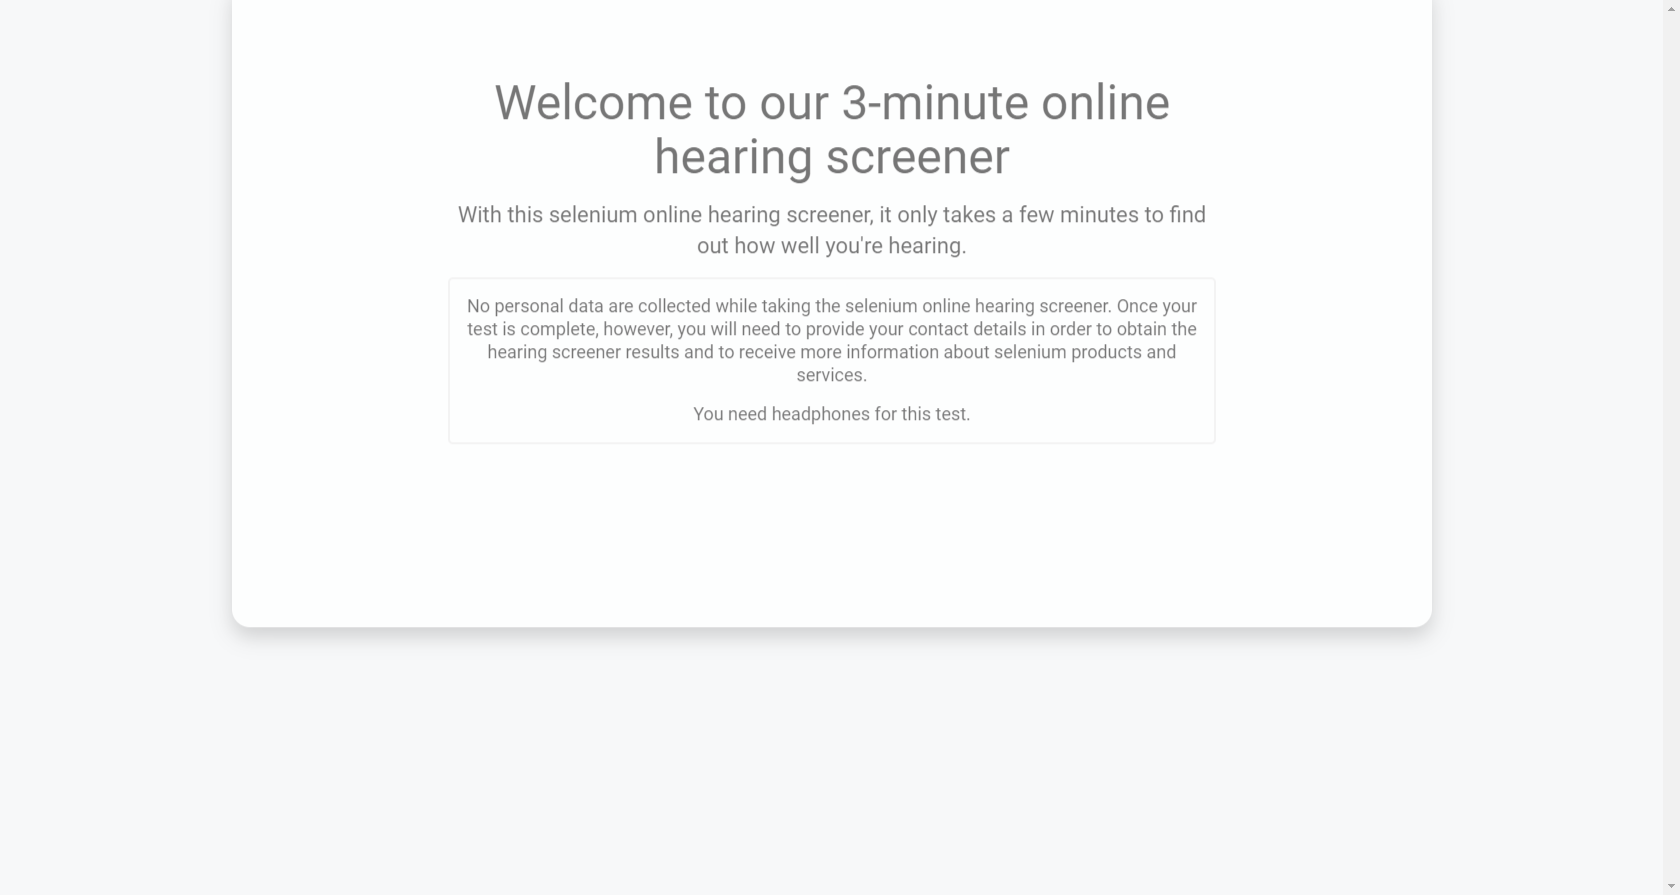 Welcome to our 3-minute online
hearing screener
With this selenium online hearing screener, it only takes a few minutes to find
out how well you're hearing.
No personal data are collected while taking the selenium online hearing screener. Once your
test is complete, however, you will need to provide your contact details in order to obtain the
hearing screener results and to receive more information about selenium products and
services.
You need headphones for this test.